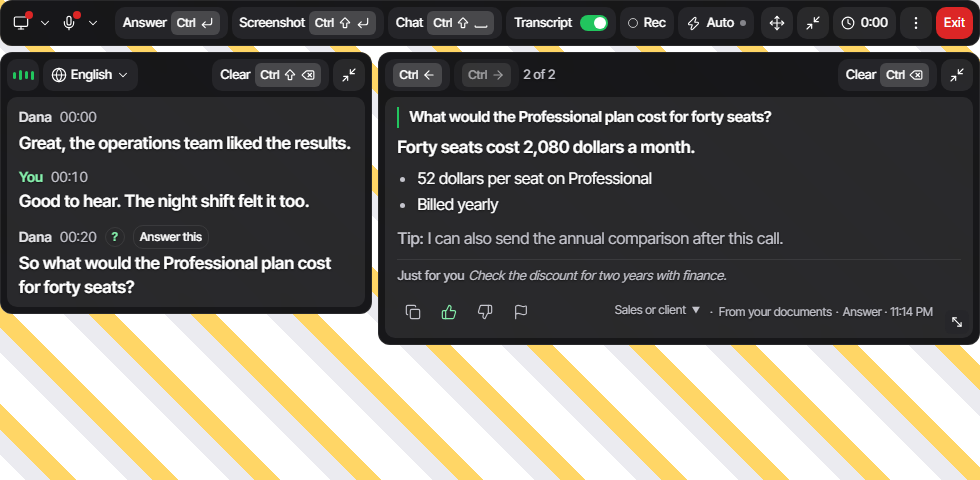 Answer Ctrl
Screenshot Ctrl
Chat Ctrl
Transcript
Rec
Auto
0:00
Exit
English
Clear Ctrl
Dana 00:00
Great, the operations team liked the results.
You 00:10
Good to hear. The night shift felt it too.
Dana 00:20 ? Answer this
So what would the Professional plan cost
for forty seats?
Ctrl ← Ctrl → 2 of 2
Clear Ctrl
What would the Professional plan cost for forty seats?
Forty seats cost 2,080 dollars a month.
• 52 dollars per seat on Professional
• Billed yearly
Tip: I can also send the annual comparison after this call.
Just for you Check the discount for two years with finance.
Sales or client ▼ · From your documents · Answer · 11:14 PM